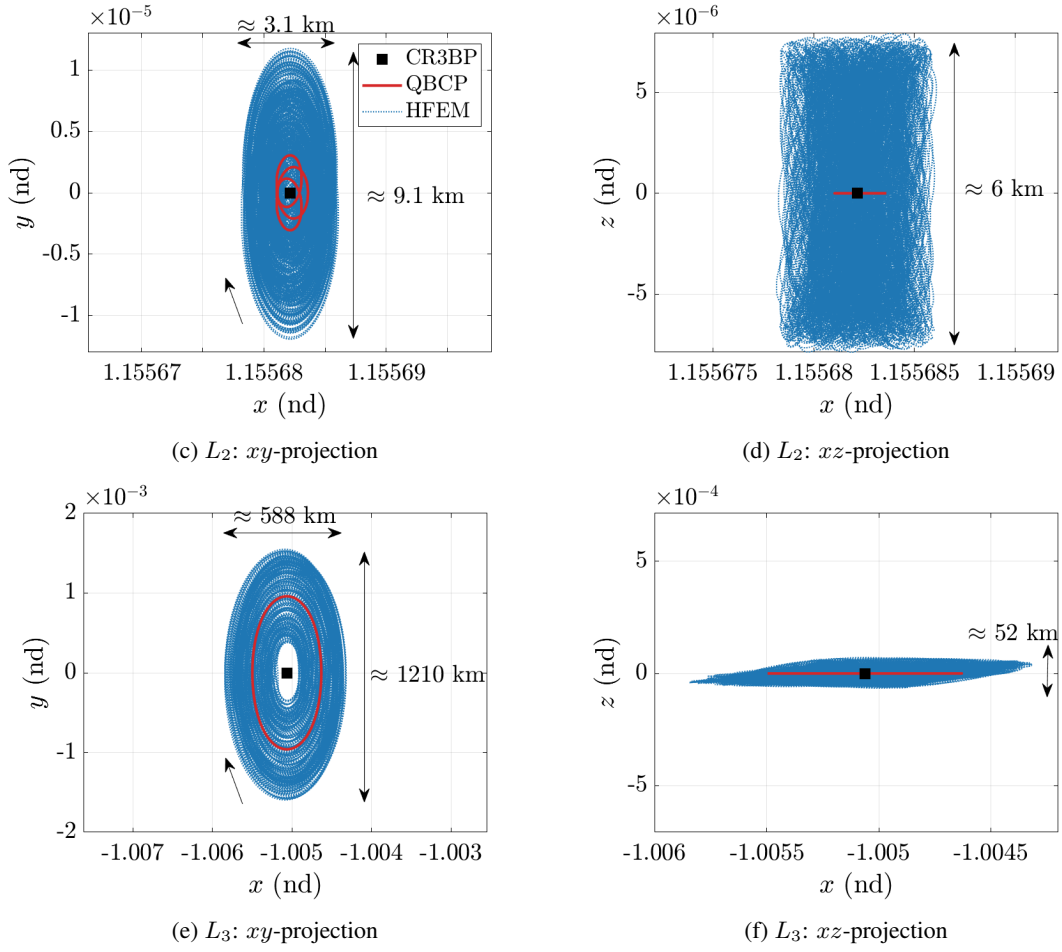 ×10⁻⁵
≈ 3.1 km
CR3BP
QBCP
HFEM
1
0.5
0
-0.5
-1
y (nd)
≈ 9.1 km
1.15567
1.15568
1.15569
x (nd)
(c) L₂: xy-projection
×10⁻⁶
5
0
-5
z (nd)
≈ 6 km
1.155675
1.15568
1.155685
1.15569
x (nd)
(d) L₂: xz-projection
×10⁻³
≈ 588 km
2
1
0
-1
-2
y (nd)
≈ 1210 km
-1.007
-1.006
-1.005
-1.004
-1.003
x (nd)
(e) L₃: xy-projection
×10⁻⁴
5
0
-5
z (nd)
≈ 52 km
-1.006
-1.0055
-1.005
-1.0045
x (nd)
(f) L₃: xz-projection